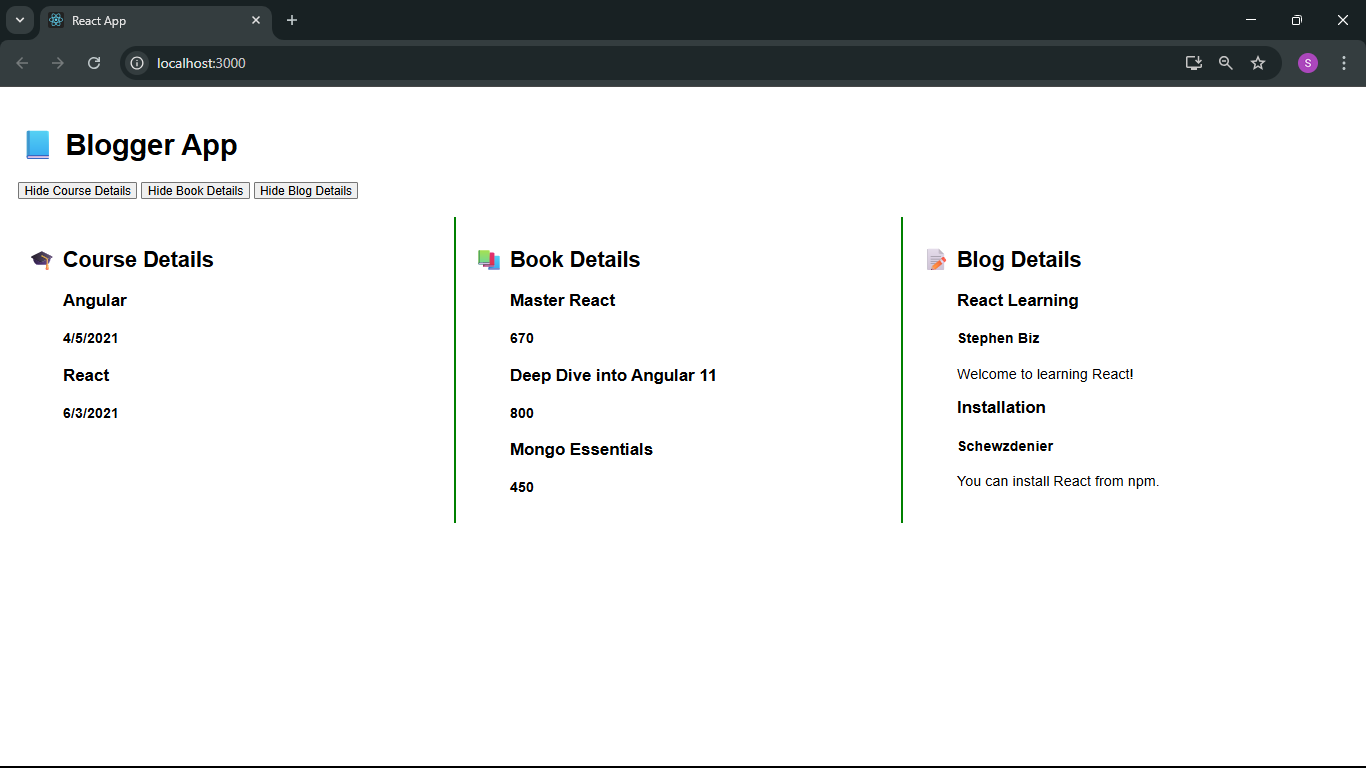 React App
localhost:3000
S
📘 Blogger App
Hide Course Details Hide Book Details Hide Blog Details
🎓 Course Details
Angular
4/5/2021
React
6/3/2021
📚 Book Details
Master React
670
Deep Dive into Angular 11
800
Mongo Essentials
450
📝 Blog Details
React Learning
Stephen Biz
Welcome to learning React!
Installation
Schewzdenier
You can install React from npm.